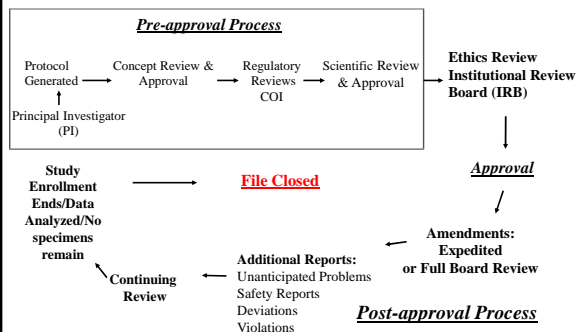 Pre-approval Process
Protocol
Generated
Concept Review &
Approval
Regulatory
Reviews
COI
Scientific Review
& Approval
Principal Investigator
(PI)
Ethics Review
Institutional Review
Board (IRB)
Approval
Amendments:
Expedited
or Full Board Review
Additional Reports:
Unanticipated Problems
Safety Reports
Deviations
Violations
Continuing
Review
Study
Enrollment
Ends/Data
Analyzed/No
specimens
remain
File Closed
Post-approval Process